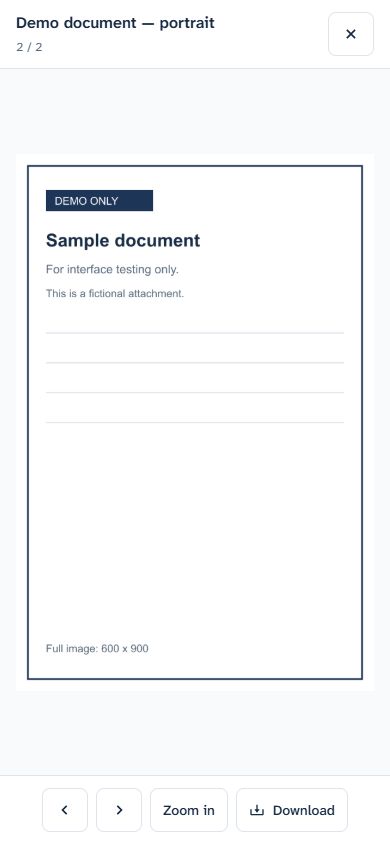 Demo document — portrait
2 / 2
DEMO ONLY
Sample document
For interface testing only.
This is a fictional attachment.
Full image: 600 x 900
Zoom in
Download